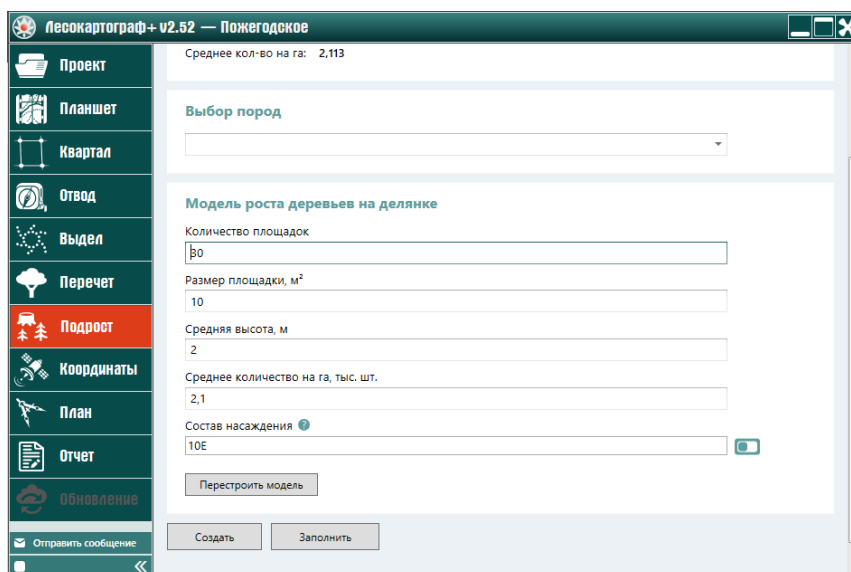 Лесокартограф+ v2.52 — Пожегодское
Проект
Планшет
Квартал
Отвод
Выдел
Перечет
Подрост
Координаты
План
Отчет
Обновление
Отправить сообщение
Среднее кол-во на га: 2,113
Выбор пород
Модель роста деревьев на делянке
Количество площадок
30
Размер площадки, м²
10
Средняя высота, м
2
Среднее количество на га, тыс. шт.
2,1
Состав насаждения ?
10Е
Перестроить модель
Создать Заполнить